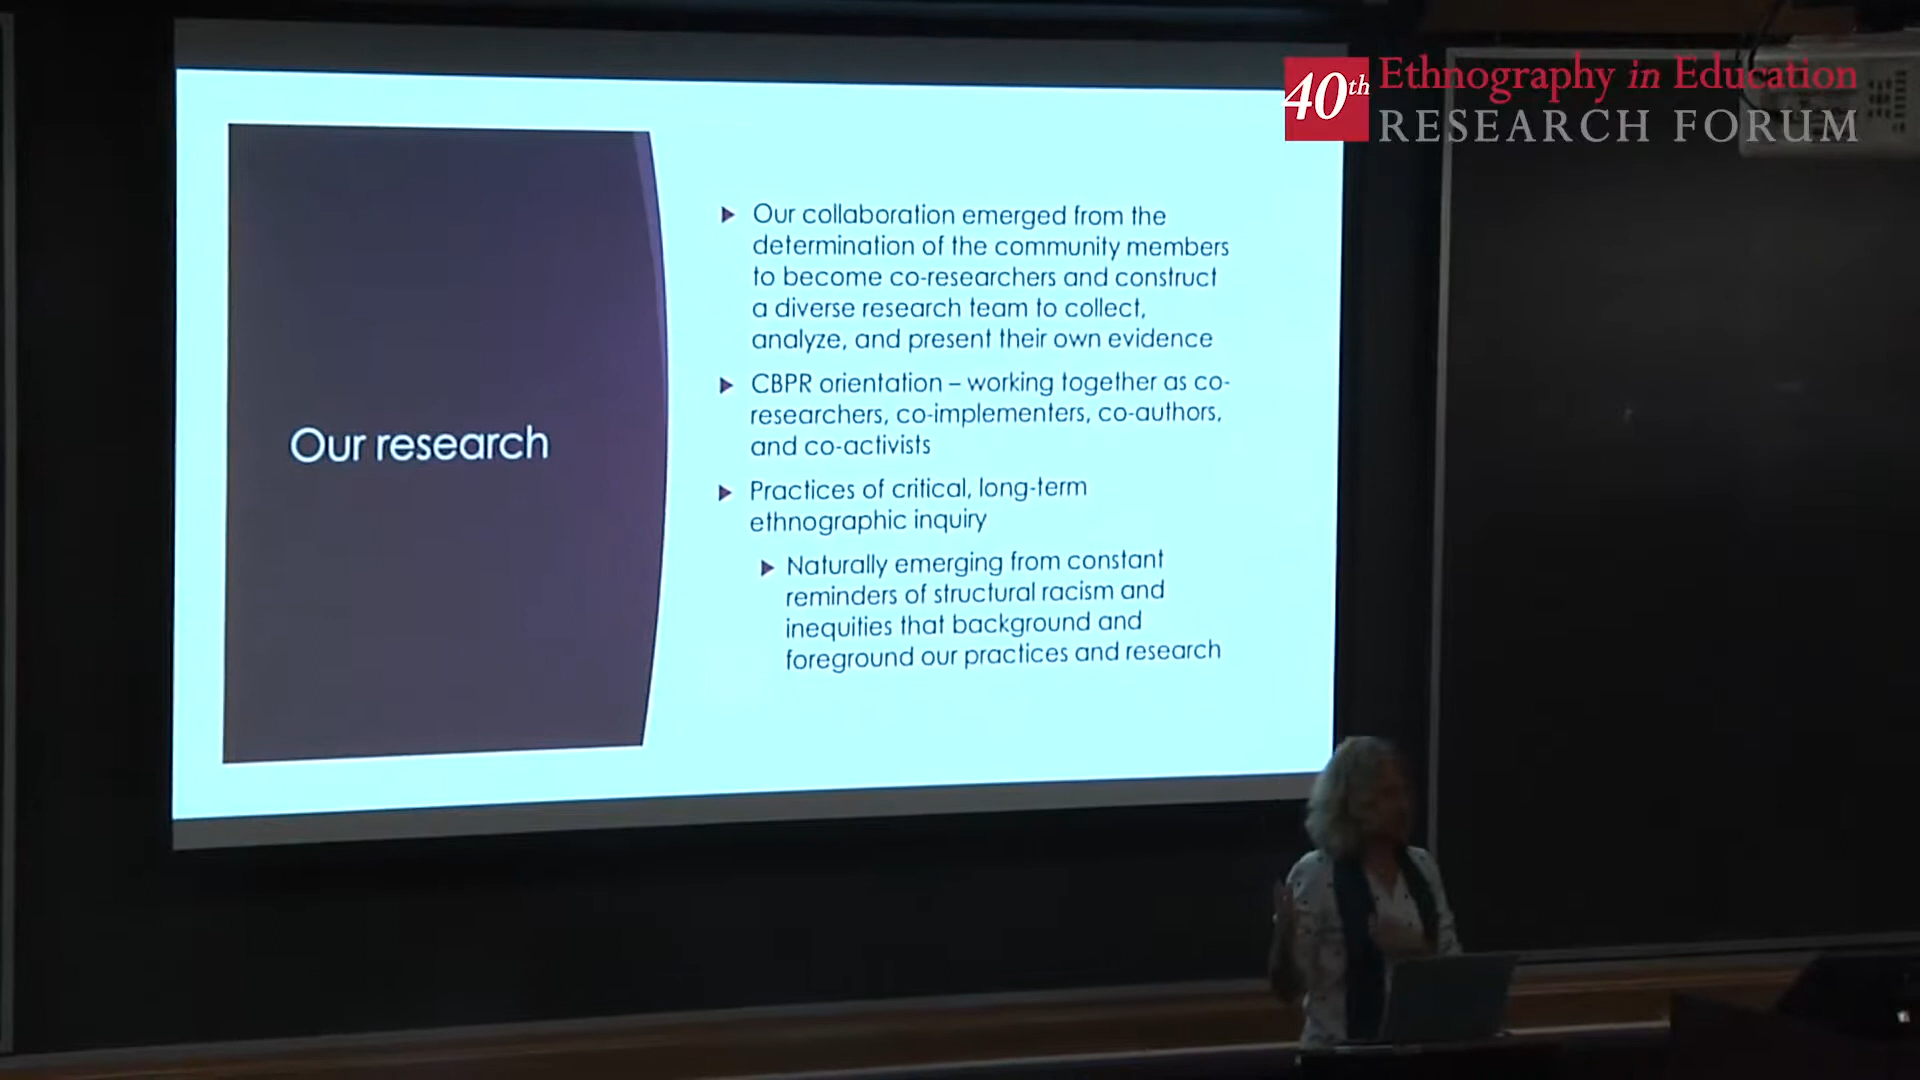 40th Ethnography in Education
RESEARCH FORUM
Our research
Our collaboration emerged from the
determination of the community members
to become co-researchers and construct
a diverse research team to collect,
analyze, and present their own evidence
CBPR orientation – working together as co-
researchers, co-implementers, co-authors,
and co-activists
Practices of critical, long-term
ethnographic inquiry
Naturally emerging from constant
reminders of structural racism and
inequities that background and
foreground our practices and research